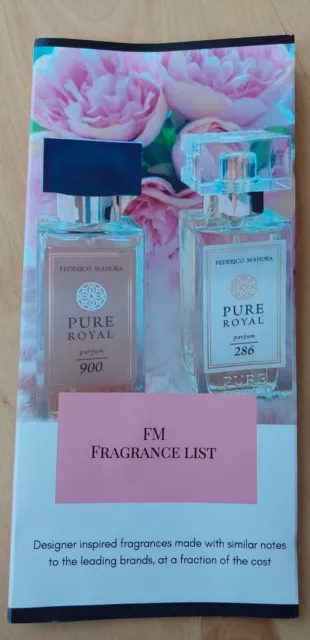 FEDERICO MAHORA
PURE
ROYAL
parfum
900
FEDERICO MAHORA
PURE
ROYAL
parfum
286
PURE
FM
FRAGRANCE LIST
Designer inspired fragrances made with similar notes
to the leading brands, at a fraction of the cost